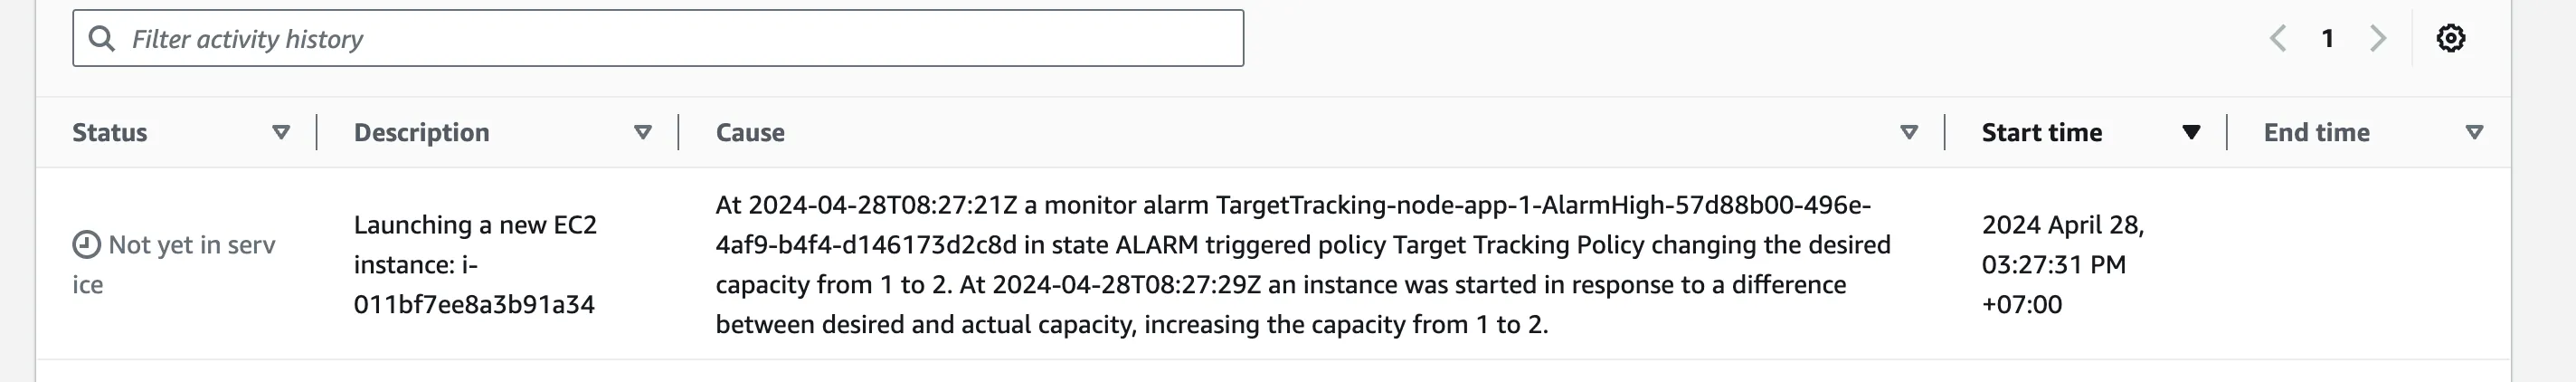 Filter activity history
1
Status
Description
Cause
Start time
End time
Not yet in serv
ice
Launching a new EC2
instance: i-
011bf7ee8a3b91a34
At 2024-04-28T08:27:21Z a monitor alarm TargetTracking-node-app-1-AlarmHigh-57d88b00-496e-
4af9-b4f4-d146173d2c8d in state ALARM triggered policy Target Tracking Policy changing the desired
capacity from 1 to 2. At 2024-04-28T08:27:29Z an instance was started in response to a difference
between desired and actual capacity, increasing the capacity from 1 to 2.
2024 April 28,
03:27:31 PM
+07:00